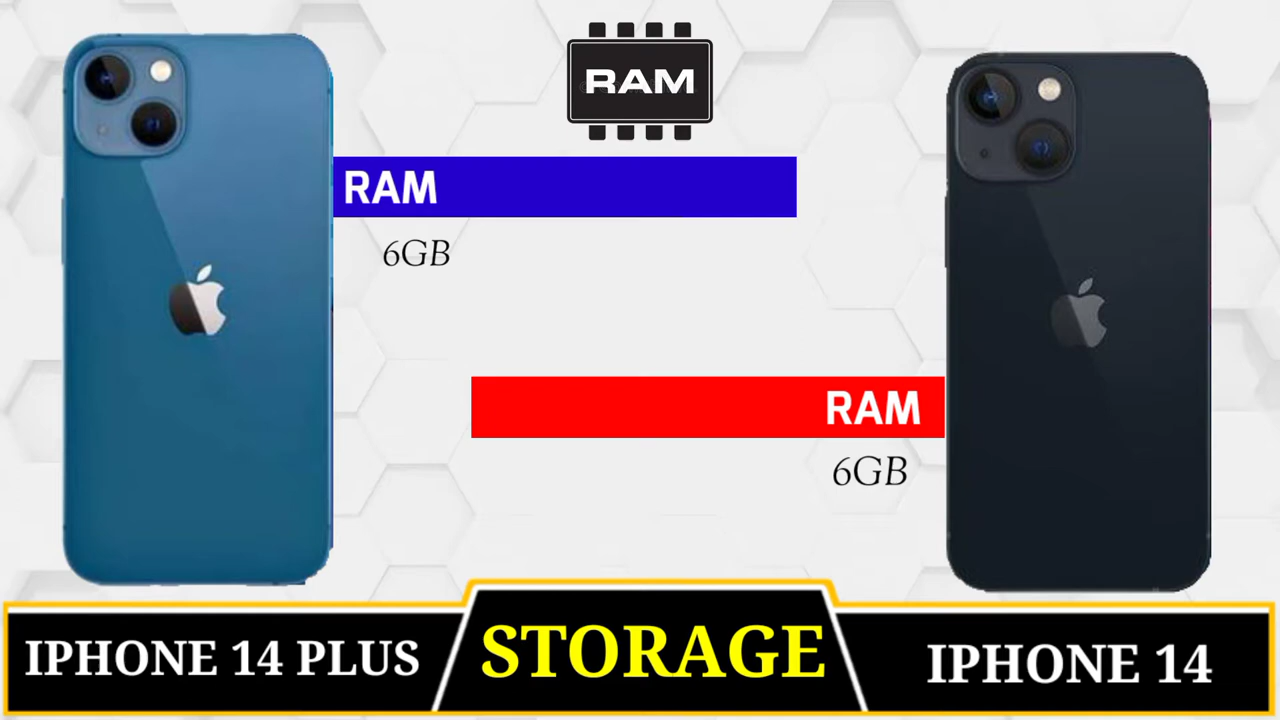 RAM
RAM
6GB
RAM
6GB
IPHONE 14 PLUS
STORAGE
IPHONE 14